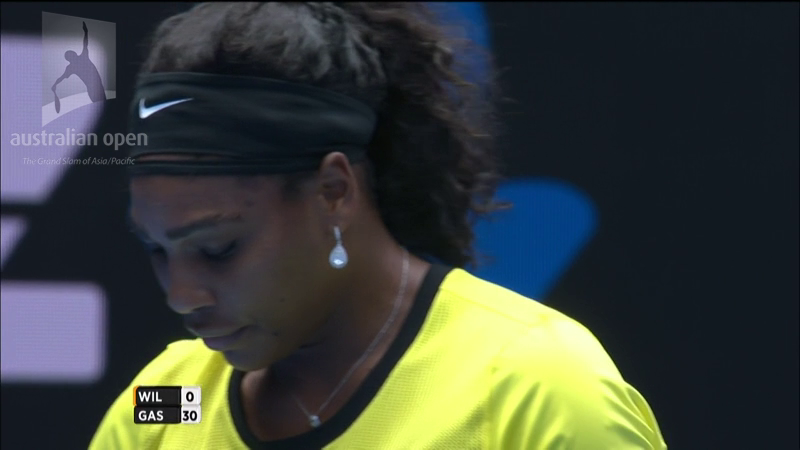 australian open
The Grand Slam of Asia/Pacific
WIL 0
GAS 30